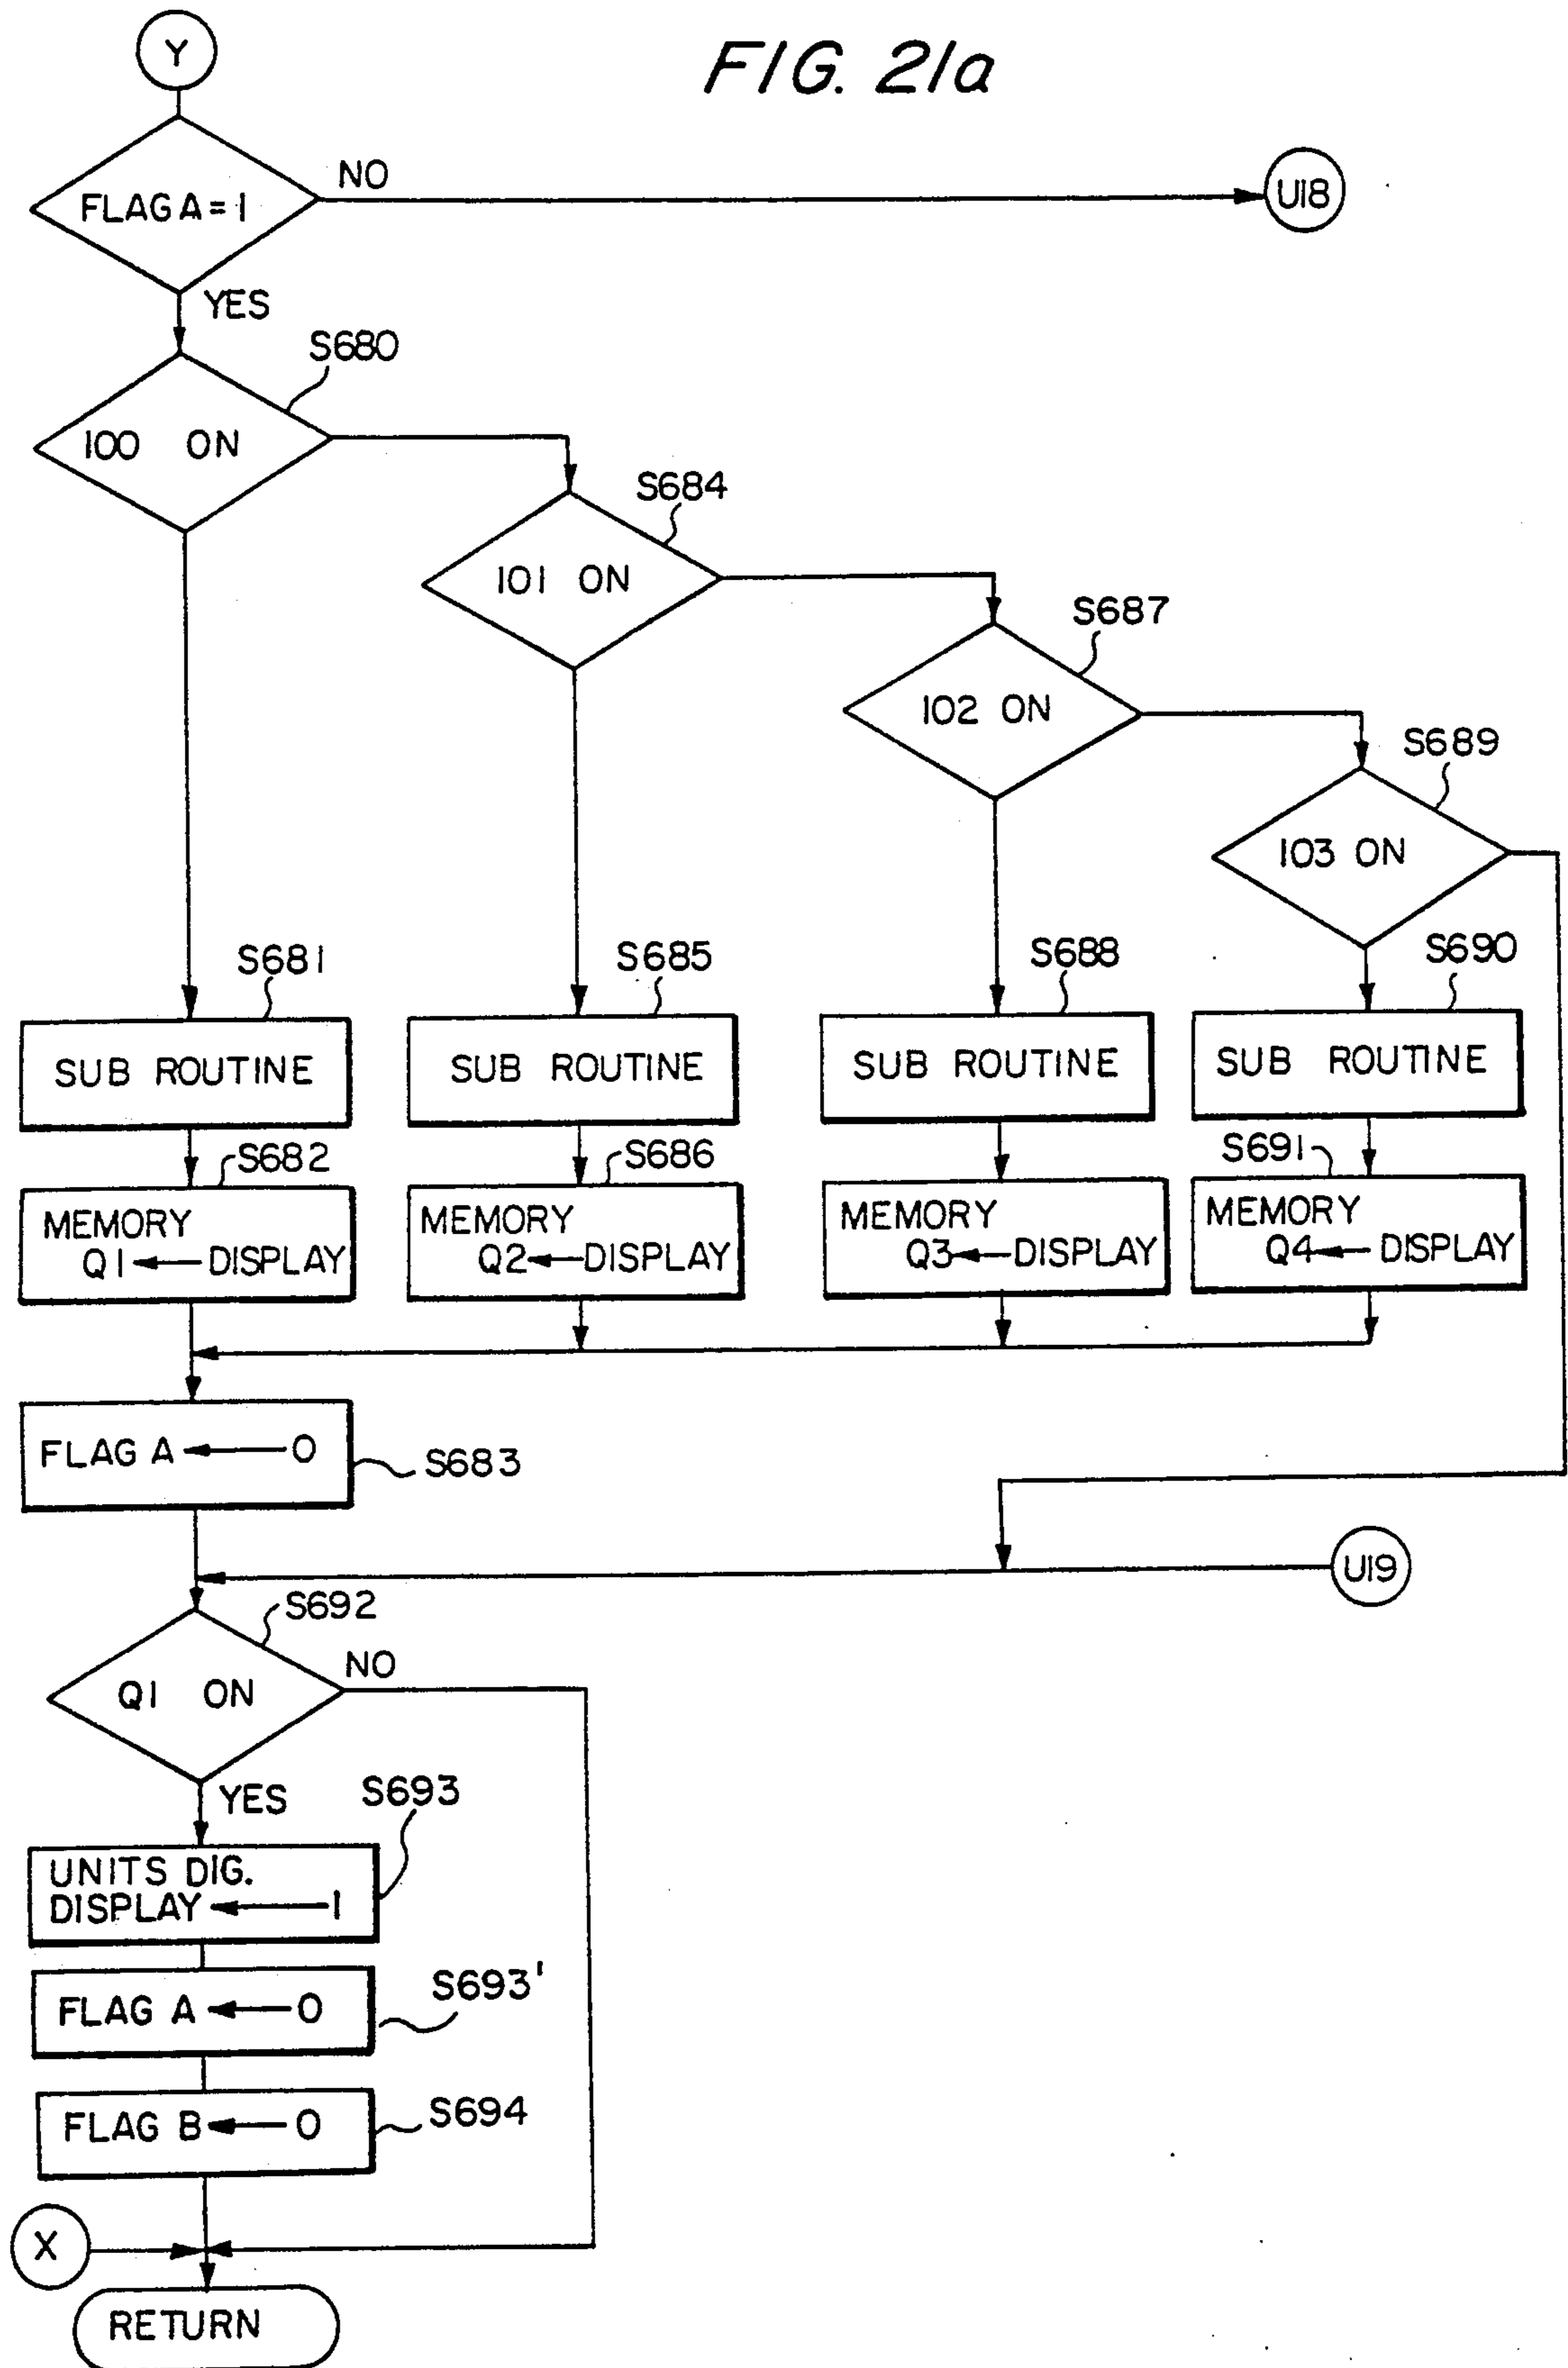 FIG. 21a
Y
FLAG A = 1
NO
U18
YES
S680
100 ON
S684
101 ON
S687
102 ON
S689
103 ON
S681
S685
S688
S690
SUB ROUTINE
SUB ROUTINE
SUB ROUTINE
SUB ROUTINE
S682
S686
S691
MEMORY
Q1 ← DISPLAY
MEMORY
Q2 ← DISPLAY
MEMORY
Q3 ← DISPLAY
MEMORY
Q4 ← DISPLAY
FLAG A ← 0
S683
U19
S692
Q1 ON
NO
YES
S693
UNITS DIG.
DISPLAY ← 1
FLAG A ← 0
S693'
FLAG B ← 0
S694
X
RETURN